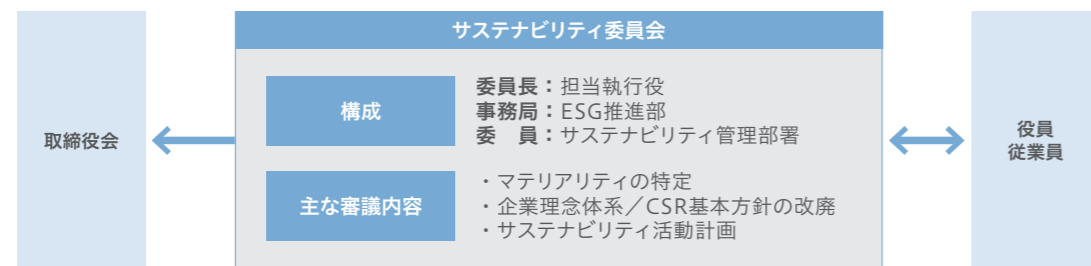 サステナビリティ委員会
取締役会
構成
委員長：担当執行役
事務局：ESG推進部
委　員：サステナビリティ管理部署
主な審議内容
・マテリアリティの特定
・企業理念体系／CSR基本方針の改廃
・サステナビリティ活動計画
役員
従業員